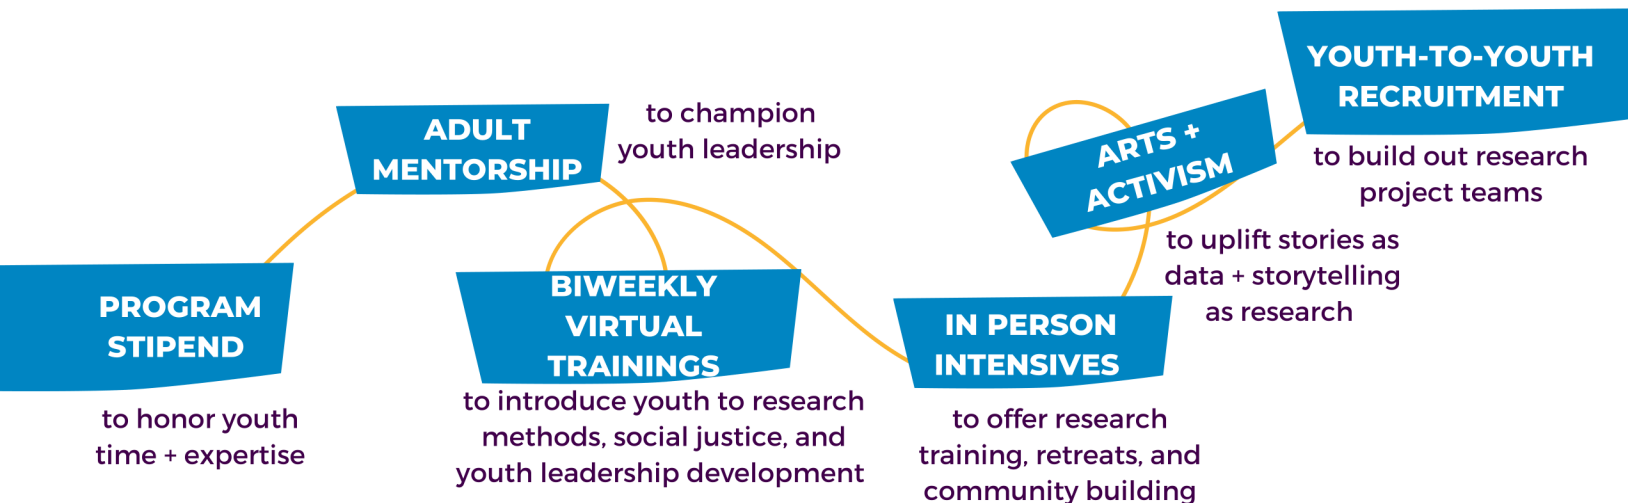 PROGRAM
STIPEND
to honor youth
time + expertise
ADULT
MENTORSHIP
to champion
youth leadership
BIWEEKLY
VIRTUAL
TRAININGS
to introduce youth to research
methods, social justice, and
youth leadership development
IN PERSON
INTENSIVES
to offer research
training, retreats, and
community building
ARTS +
ACTIVISM
to uplift stories as
data + storytelling
as research
YOUTH-TO-YOUTH
RECRUITMENT
to build out research
project teams